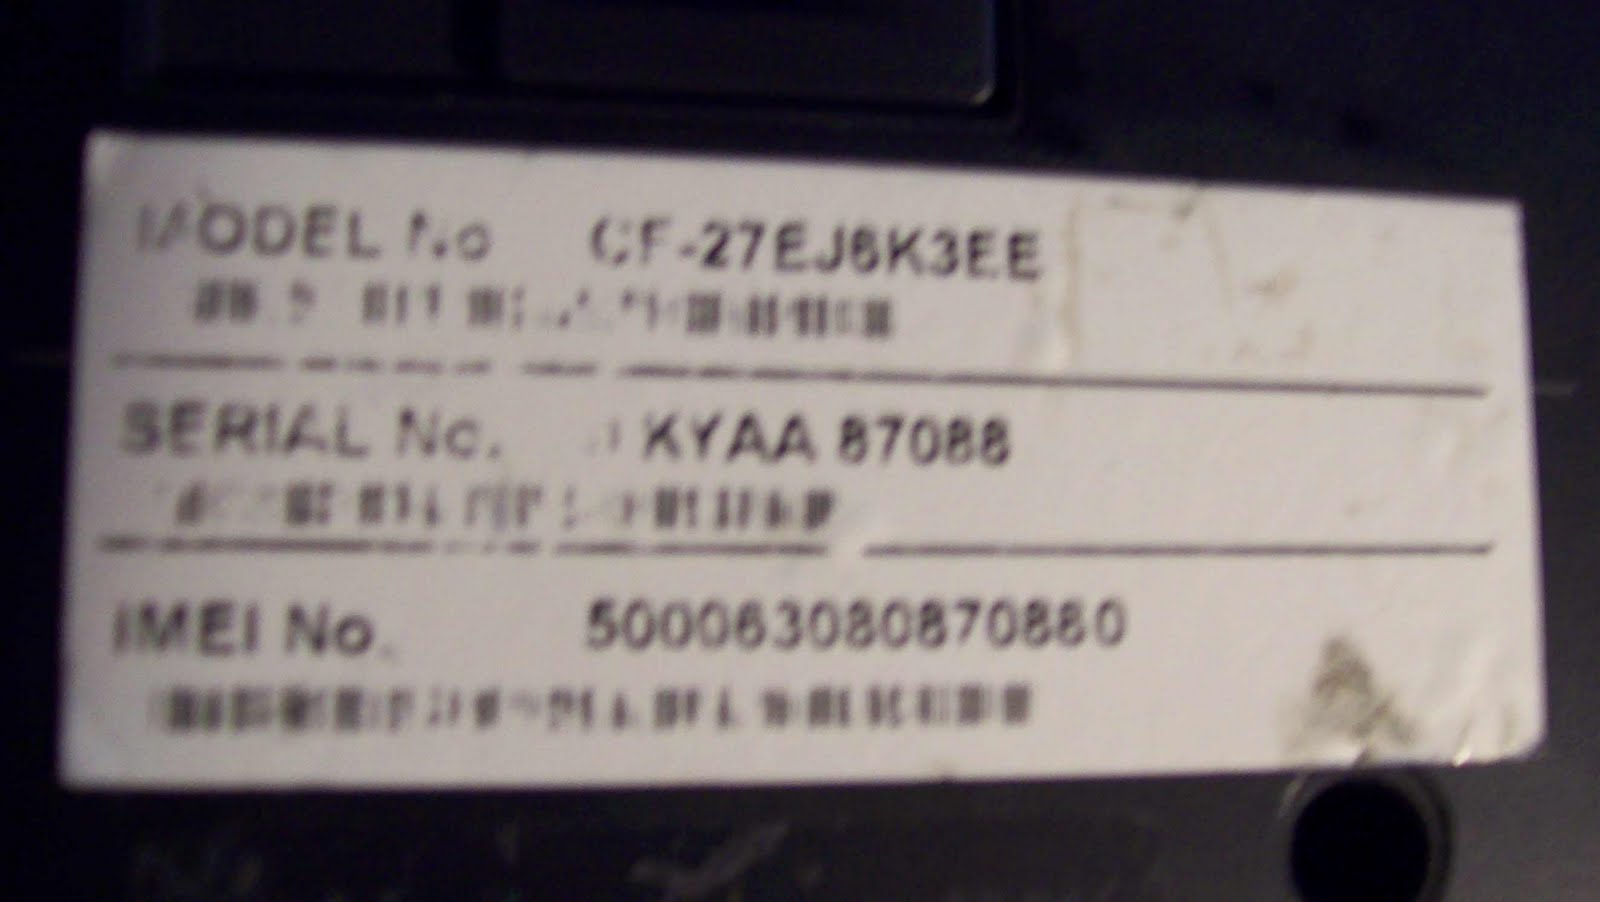 MODEL No CF-27EJ6K3EE
SERIAL No. KYAA 87088
IMEI No. 500063080870880